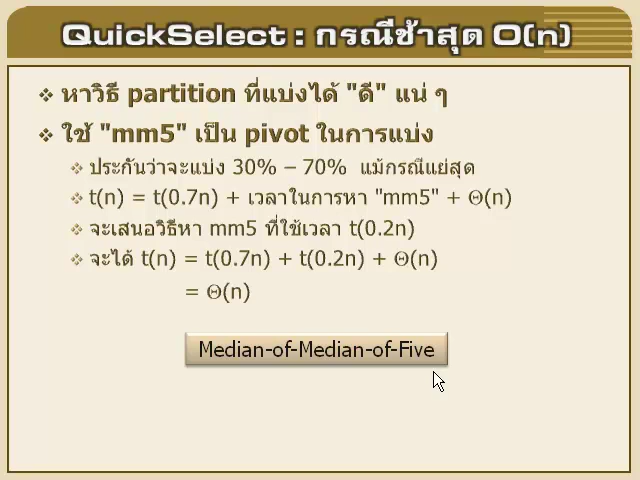 QuickSelect : กรณีช้าสุด O(n)
หาวิธี partition ที่แบ่งได้ "ดี" แน่ ๆ
ใช้ "mm5" เป็น pivot ในการแบ่ง
ประกันว่าจะแบ่ง 30% – 70% แม้กรณีแย่สุด
t(n) = t(0.7n) + เวลาในการหา "mm5" + Θ(n)
จะเสนอวิธีหา mm5 ที่ใช้เวลา t(0.2n)
จะได้ t(n) = t(0.7n) + t(0.2n) + Θ(n)
= Θ(n)
Median-of-Median-of-Five